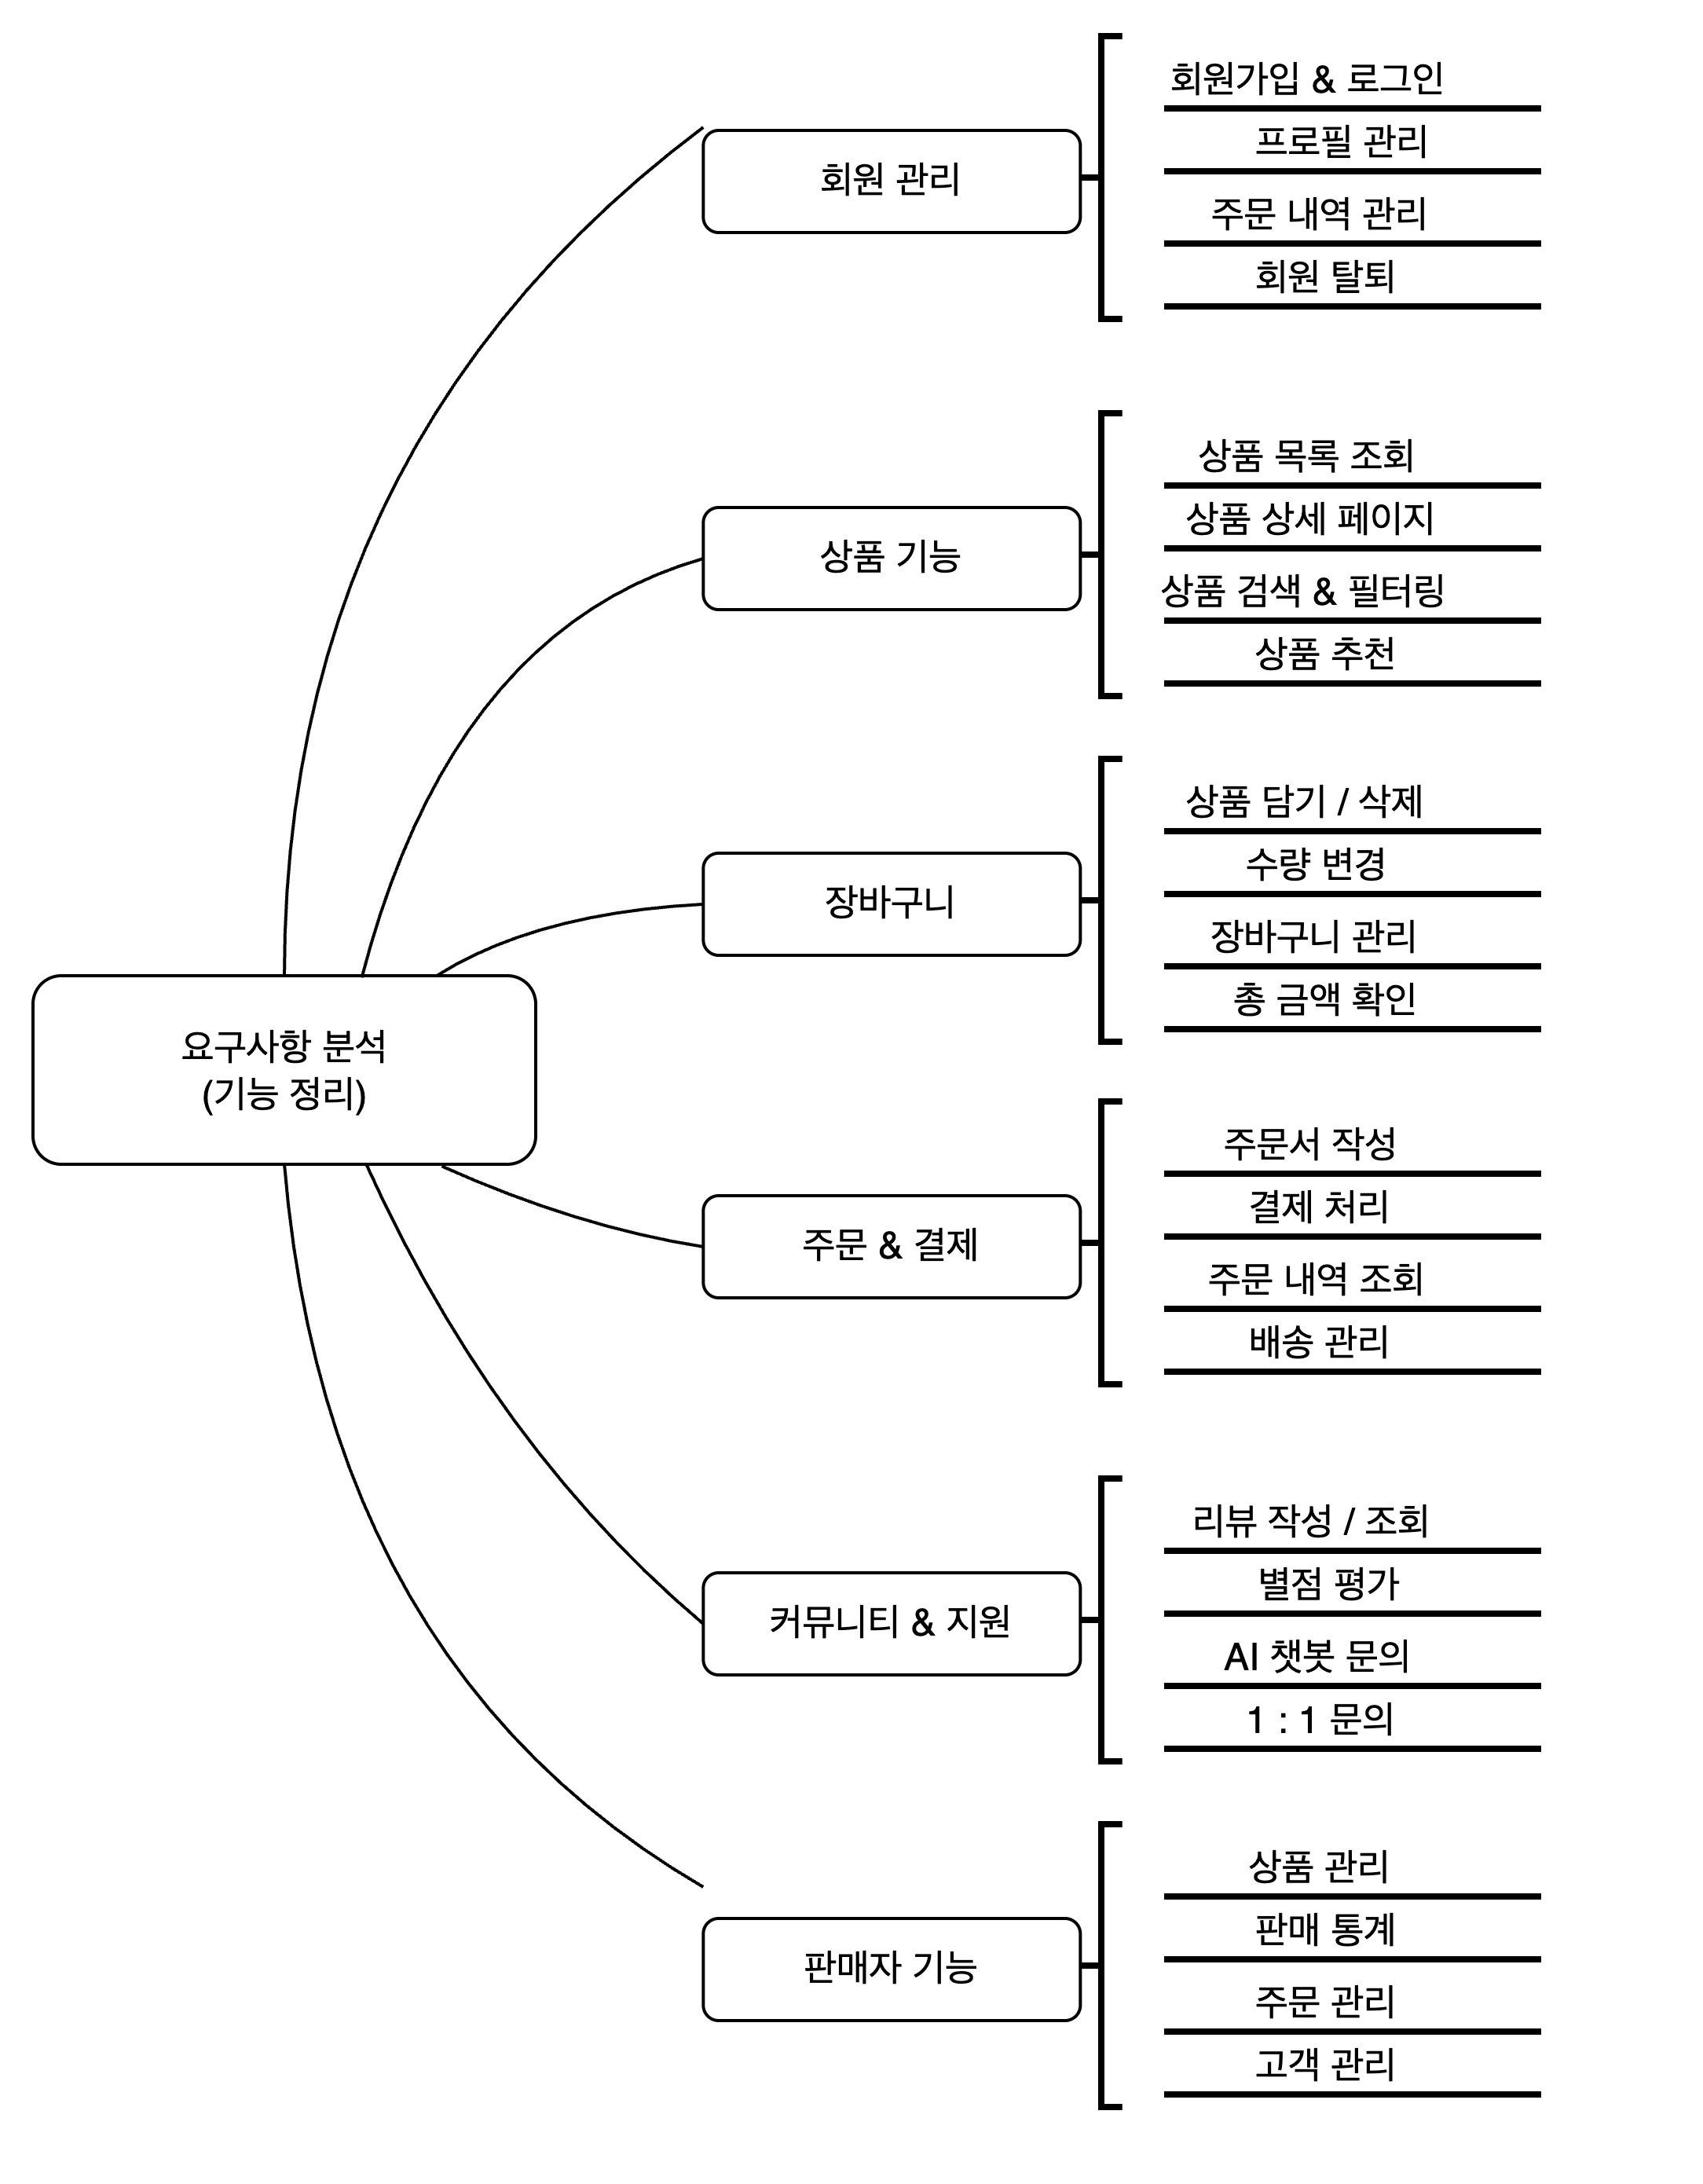 회원 관리
회원가입 & 로그인
프로필 관리
주문 내역 관리
회원 탈퇴
상품 기능
상품 목록 조회
상품 상세 페이지
상품 검색 & 필터링
상품 추천
장바구니
상품 담기 / 삭제
수량 변경
장바구니 관리
총 금액 확인
요구사항 분석
(기능 정리)
주문 & 결제
주문서 작성
결제 처리
주문 내역 조회
배송 관리
커뮤니티 & 지원
리뷰 작성 / 조회
별점 평가
AI 챗봇 문의
1 : 1 문의
판매자 기능
상품 관리
판매 통계
주문 관리
고객 관리